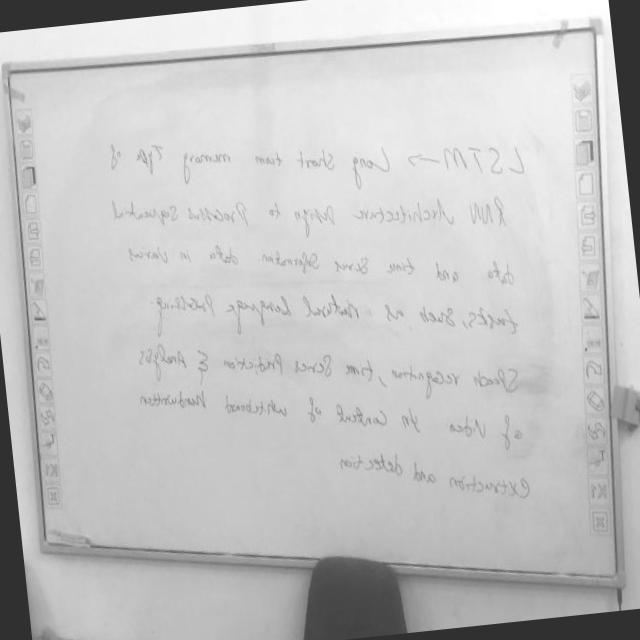 LSTM → Long Short term memory Type of
RNN Architecture Design to Process Sequential
data and time Series information data in various
tasks, such as natural Language Processing
Speech recognition, time Series Prediction & Analysis
of video In context of whiteboard Handwritten
extraction and detection